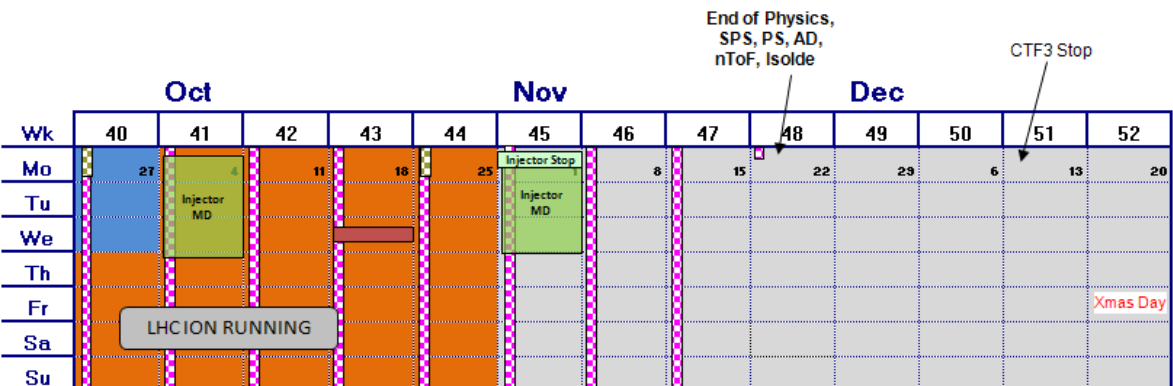 End of Physics,
SPS, PS, AD,
nToF, Isolde
CTF3 Stop
Oct Nov Dec
Wk 40 41 42 43 44 45 46 47 48 49 50 51 52
Mo 27 4 11 18 25 Injector Stop 1 8 15 22 29 6 13 20
Tu Injector MD Injector MD
We
Th
Fr Xmas Day
LHC ION RUNNING
Sa
Su